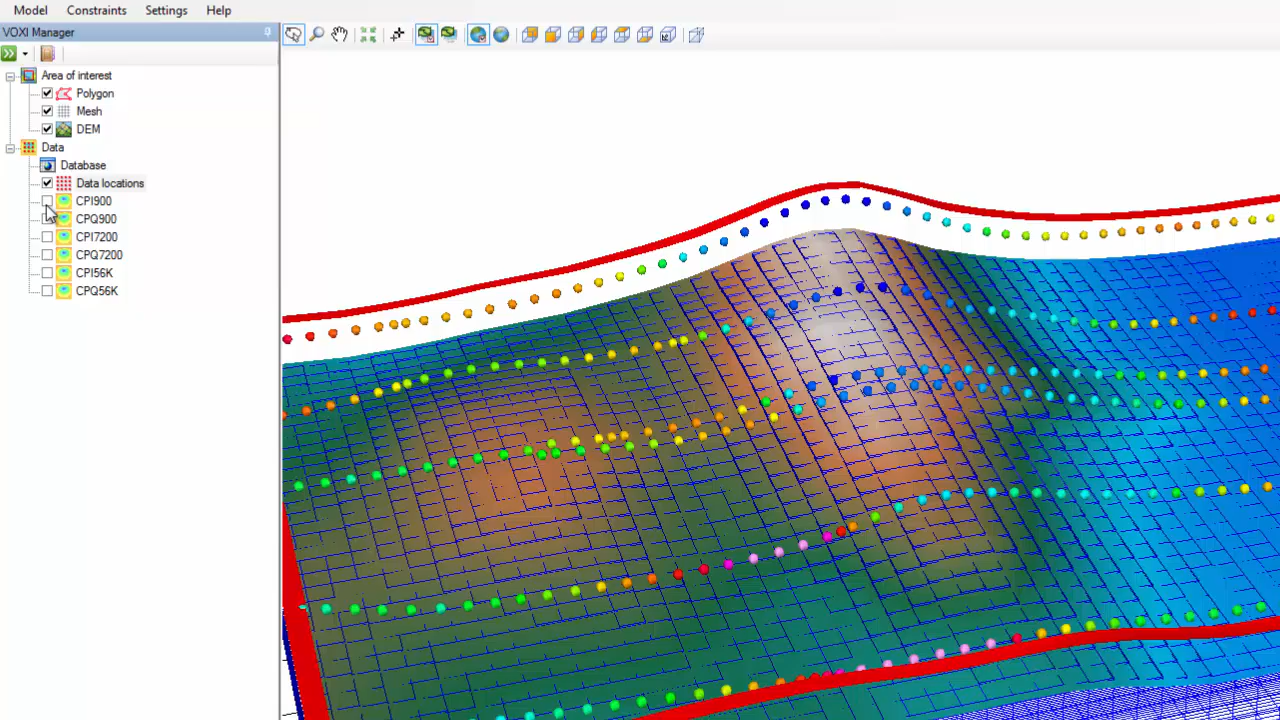 Model Constraints Settings Help
VOXI Manager
Area of interest
Polygon
Mesh
DEM
Data
Database
Data locations
CPI900
CPQ900
CPI7200
CPQ7200
CPI56K
CPQ56K